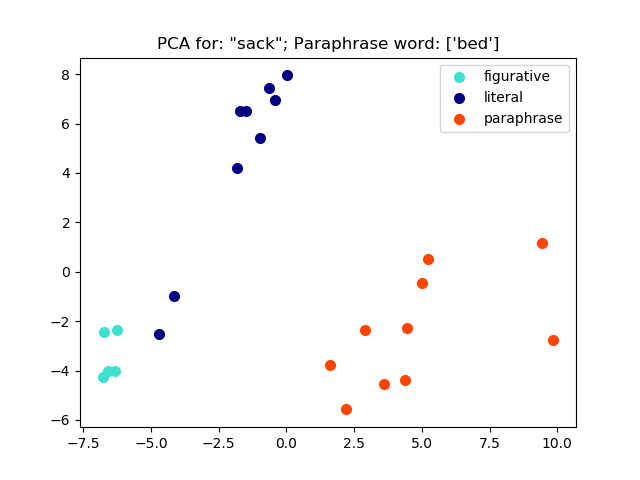 PCA for: "sack"; Paraphrase word: ['bed']
figurative
literal
paraphrase
8
6
4
2
0
−2
−4
−6
−7.5 −5.0 −2.5 0.0 2.5 5.0 7.5 10.0